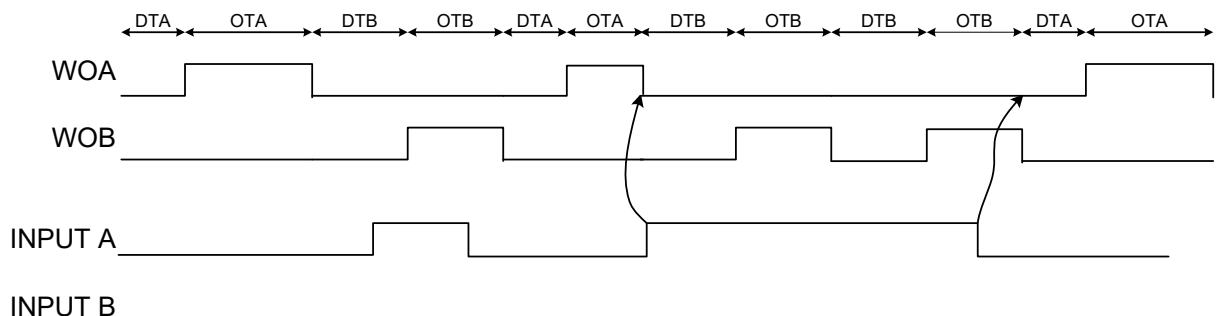 DTA OTA DTB OTB DTA OTA DTB OTB DTB OTB DTA OTA
WOA
WOB
INPUT A
INPUT B